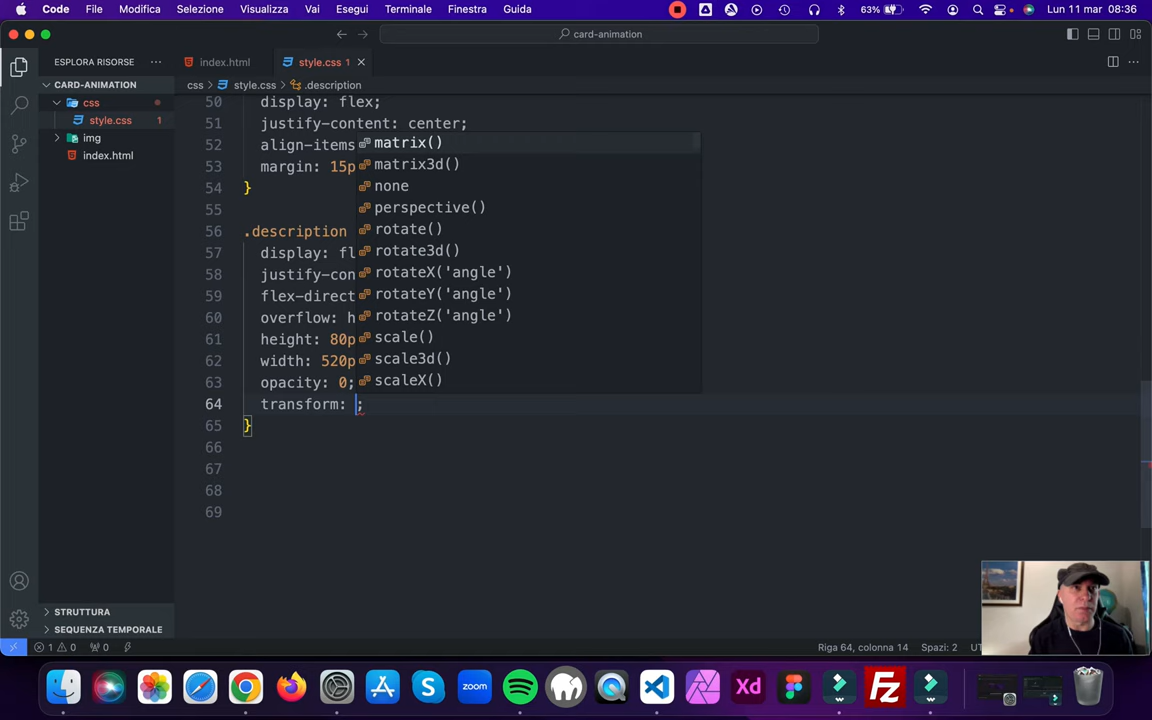 Code File Modifica Selezione Visualizza Vai Esegui Terminale Finestra Guida 63% Lun 11 mar 08:36
card-animation
ESPLORA RISORSE ··· index.html style.css 1
CARD-ANIMATION css > style.css > .description
css
style.css 1
img
index.html
50 display: flex;
51 justify-content: center;
52 align-items
53 margin: 15p
54 }
55
56 .description
57 display: fl
58 justify-con
59 flex-direct
60 overflow: h
61 height: 80p
62 width: 520p
63 opacity: 0;
64 transform: ;
65 }
66
67
68
69
matrix()
matrix3d()
none
perspective()
rotate()
rotate3d()
rotateX('angle')
rotateY('angle')
rotateZ('angle')
scale()
scale3d()
scaleX()
STRUTTURA
SEQUENZA TEMPORALE
1 0 0 Riga 64, colonna 14 Spazi: 2
zoom Xd Fz